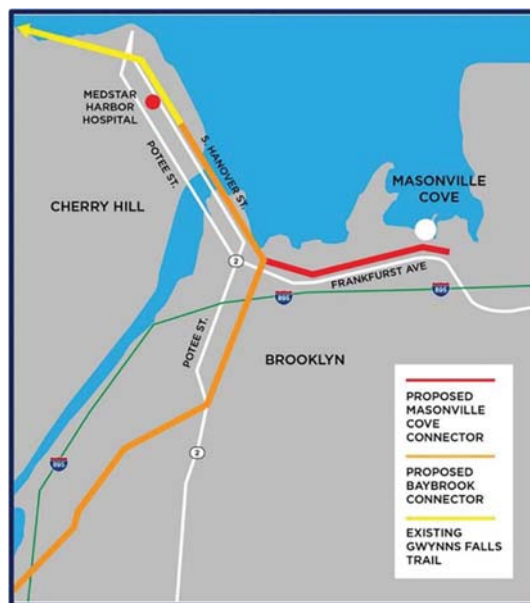 MEDSTAR
HARBOR
HOSPITAL
S. HANOVER ST.
POTEE ST.
CHERRY HILL
MASONVILLE
COVE
2
FRANKFURST AVE
895
895
POTEE ST.
BROOKLYN
2
895
PROPOSED
MASONVILLE
COVE
CONNECTOR
PROPOSED
BAYBROOK
CONNECTOR
EXISTING
GWYNNS FALLS
TRAIL